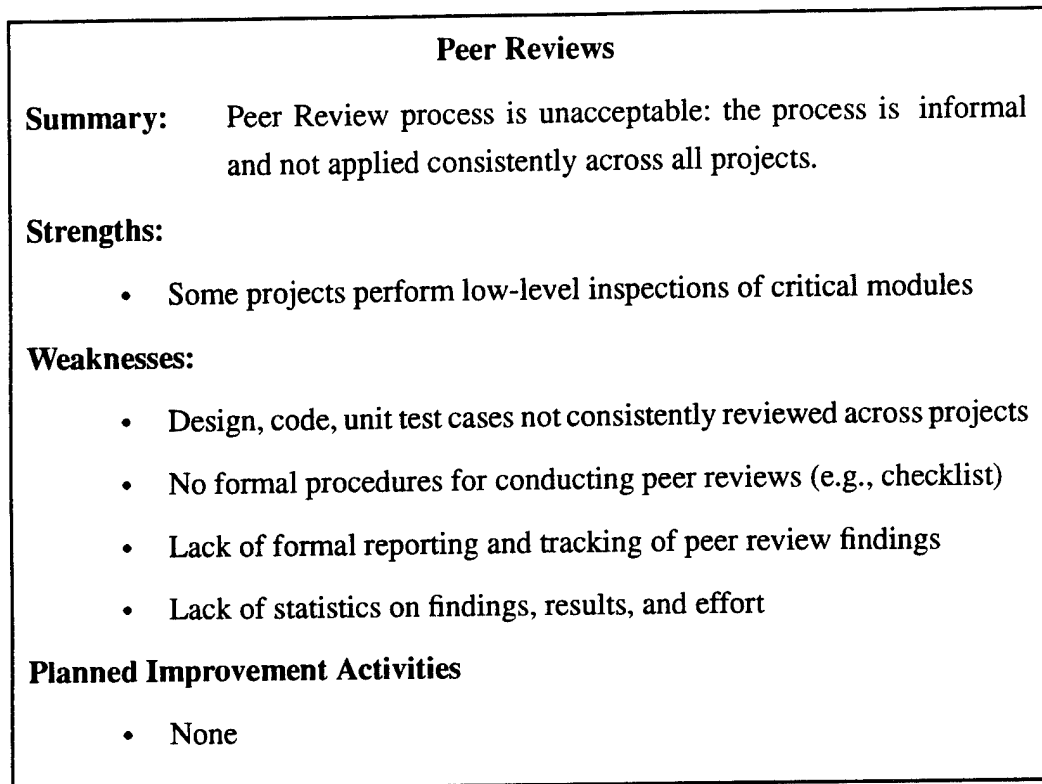 Peer Reviews
Summary: Peer Review process is unacceptable: the process is informal
and not applied consistently across all projects.
Strengths:
• Some projects perform low-level inspections of critical modules
Weaknesses:
• Design, code, unit test cases not consistently reviewed across projects
• No formal procedures for conducting peer reviews (e.g., checklist)
• Lack of formal reporting and tracking of peer review findings
• Lack of statistics on findings, results, and effort
Planned Improvement Activities
• None